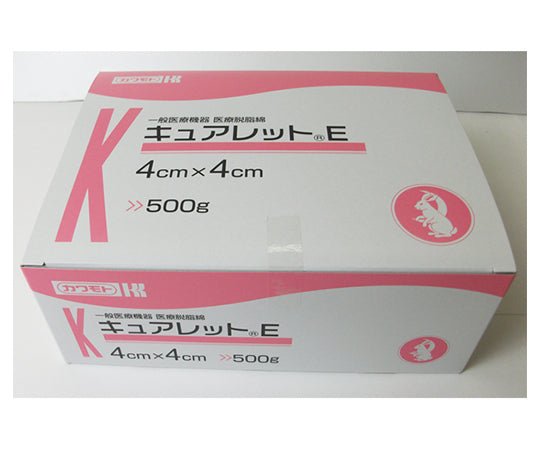 カワモト
K
一般医療機器 医療脱脂綿
キュアレット®E
4cm×4cm
≫500g
カワモト
K
一般医療機器 医療脱脂綿
キュアレット®E
4cm×4cm ≫500g